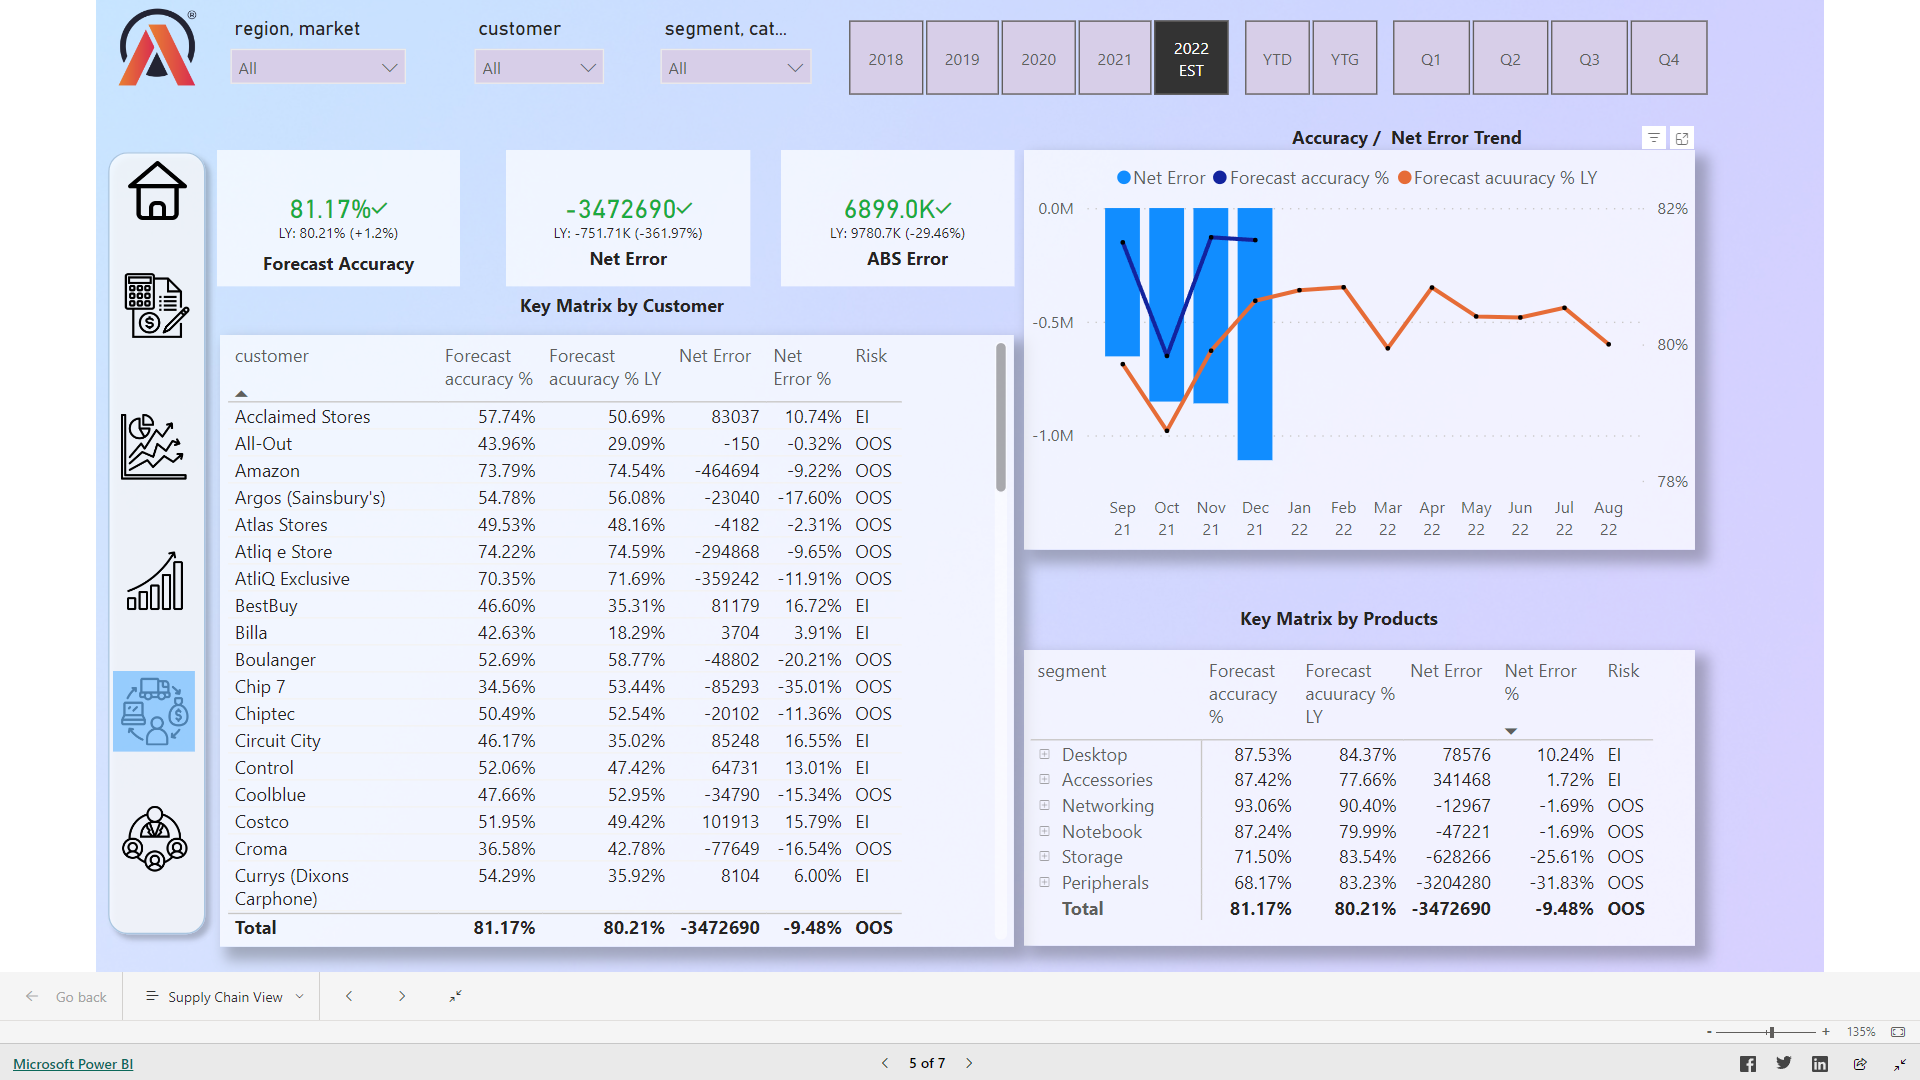 ®
region, market
customer
segment, cat...
All
All
All
2018
2019
2020
2021
2022 EST
YTD
YTG
Q1
Q2
Q3
Q4
81.17%
LY: 80.21% (+1.2%)
Forecast Accuracy
-3472690
LY: -751.71K (-361.97%)
Net Error
6899.0K
LY: 9780.7K (-29.46%)
ABS Error
Accuracy / Net Error Trend
Net Error Forecast accuracy % Forecast acuuracy % LY
0.0M
-0.5M
-1.0M
82%
80%
78%
Sep 21 Oct 21 Nov 21 Dec 21 Jan 22 Feb 22 Mar 22 Apr 22 May 22 Jun 22 Jul 22 Aug 22
Key Matrix by Customer
customer Forecast accuracy % Forecast acuuracy % LY Net Error Net Error % Risk
Acclaimed Stores 57.74% 50.69% 83037 10.74% EI
All-Out 43.96% 29.09% -150 -0.32% OOS
Amazon 73.79% 74.54% -464694 -9.22% OOS
Argos (Sainsbury's) 54.78% 56.08% -23040 -17.60% OOS
Atlas Stores 49.53% 48.16% -4182 -2.31% OOS
Atliq e Store 74.22% 74.59% -294868 -9.65% OOS
AtliQ Exclusive 70.35% 71.69% -359242 -11.91% OOS
BestBuy 46.60% 35.31% 81179 16.72% EI
Billa 42.63% 18.29% 3704 3.91% EI
Boulanger 52.69% 58.77% -48802 -20.21% OOS
Chip 7 34.56% 53.44% -85293 -35.01% OOS
Chiptec 50.49% 52.54% -20102 -11.36% OOS
Circuit City 46.17% 35.02% 85248 16.55% EI
Control 52.06% 47.42% 64731 13.01% EI
Coolblue 47.66% 52.95% -34790 -15.34% OOS
Costco 51.95% 49.42% 101913 15.79% EI
Croma 36.58% 42.78% -77649 -16.54% OOS
Currys (Dixons Carphone) 54.29% 35.92% 8104 6.00% EI
Total 81.17% 80.21% -3472690 -9.48% OOS
Key Matrix by Products
segment Forecast accuracy % Forecast acuuracy % LY Net Error Net Error % Risk
Desktop 87.53% 84.37% 78576 10.24% EI
Accessories 87.42% 77.66% 341468 1.72% EI
Networking 93.06% 90.40% -12967 -1.69% OOS
Notebook 87.24% 79.99% -47221 -1.69% OOS
Storage 71.50% 83.54% -628266 -25.61% OOS
Peripherals 68.17% 83.23% -3204280 -31.83% OOS
Total 81.17% 80.21% -3472690 -9.48% OOS
Go back
Supply Chain View
- + 135%
Microsoft Power BI
5 of 7